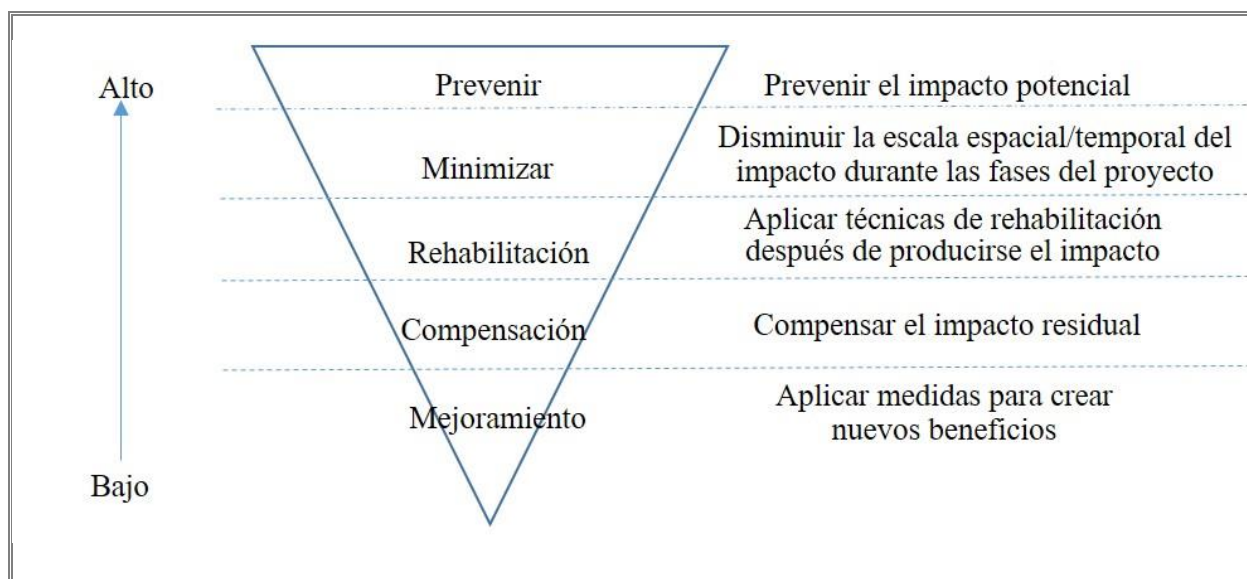 Alto
Prevenir
Prevenir el impacto potencial
Minimizar
Disminuir la escala espacial/temporal del
impacto durante las fases del proyecto
Rehabilitación
Aplicar técnicas de rehabilitación
después de producirse el impacto
Compensación
Compensar el impacto residual
Mejoramiento
Aplicar medidas para crear
nuevos beneficios
Bajo